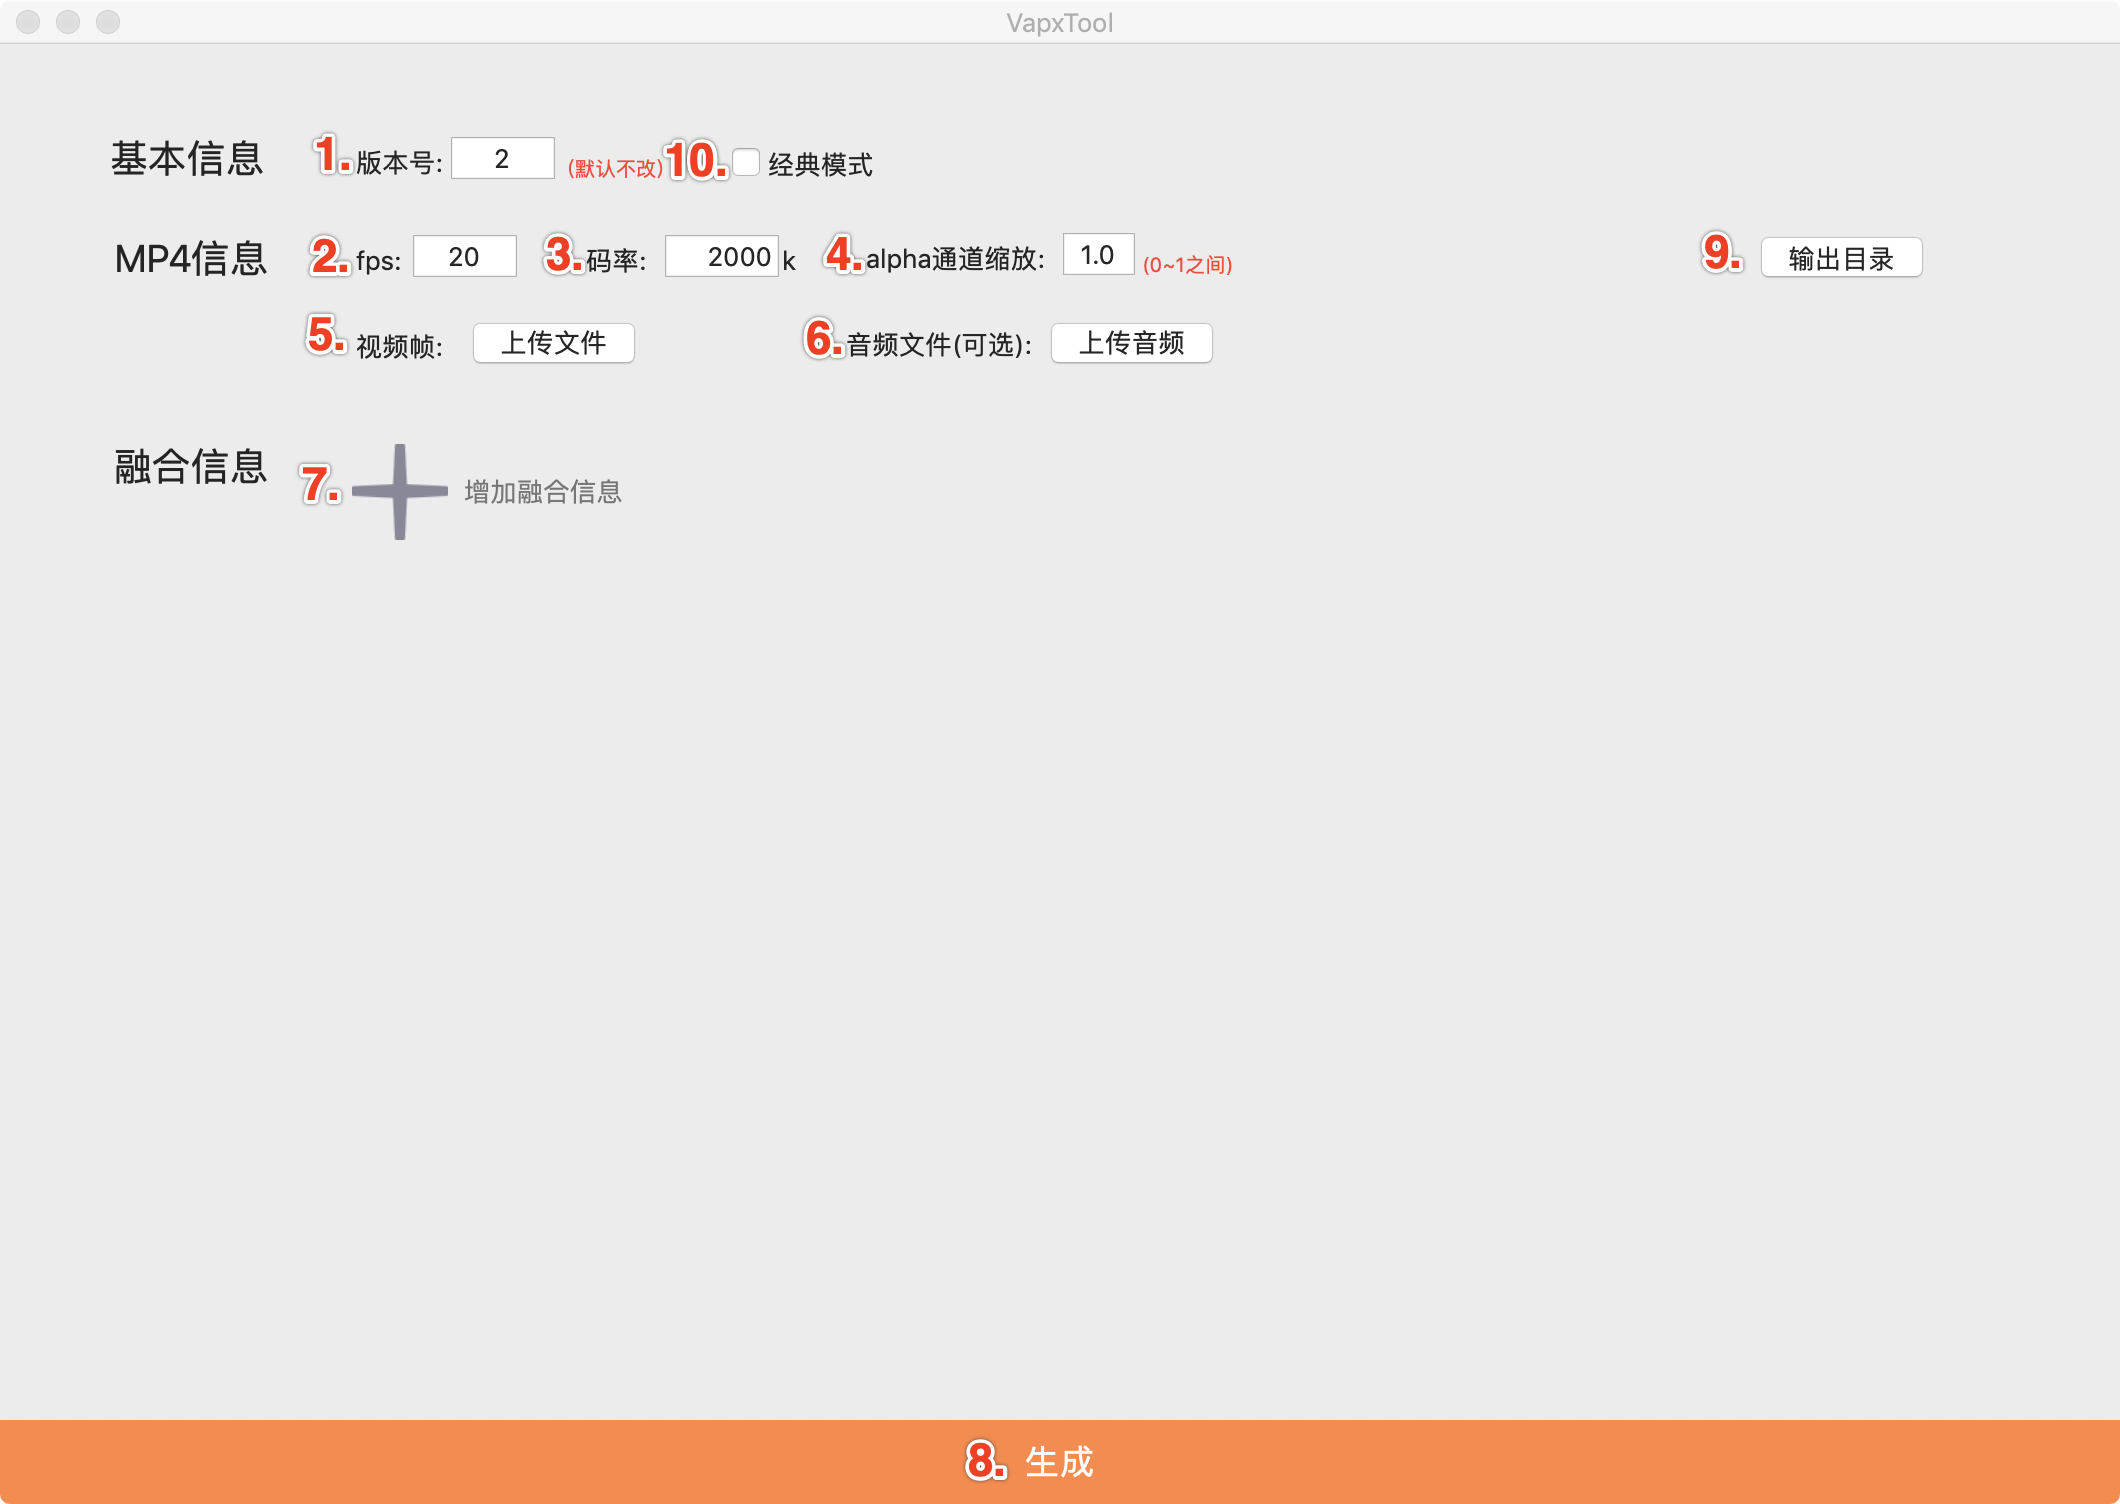 VapxTool
基本信息 1. 版本号: 2 (默认不改) 10. 经典模式
MP4信息 2. fps: 20 3. 码率: 2000 k 4. alpha通道缩放: 1.0 (0~1之间) 9. 输出目录
5. 视频帧: 上传文件 6. 音频文件(可选): 上传音频
融合信息 7. 增加融合信息
8. 生成